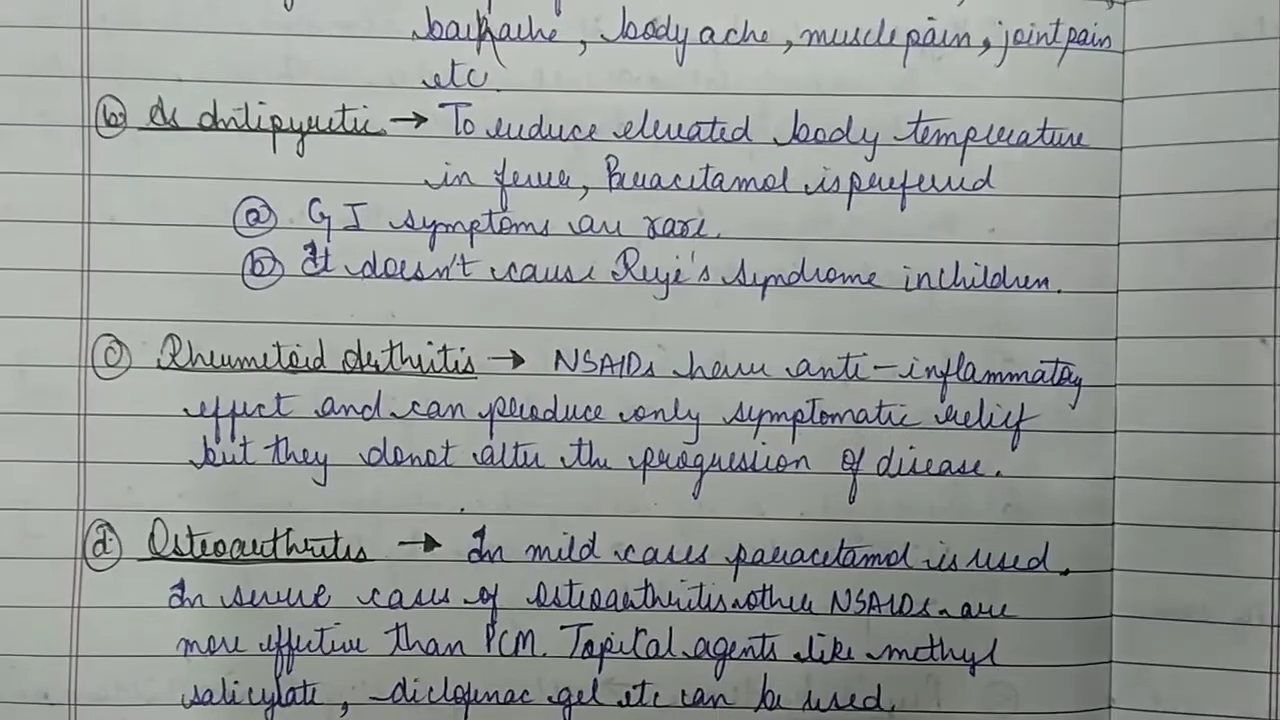 backache, body ache, muscle pain, joint pain
etc.
(b) As Antipyretic. → To reduce elevated body temperature
in fever, Paracetamol is preferred
(a) GI symptoms are rare.
(b) It doesn't cause Reye's syndrome in children.
(c) Rheumetoid Arthritis → NSAIDs have anti-inflammatory
effect and can produce only symptomatic relief
but they donot alter the progression of disease.
(d) Osteoarthritis → In mild cases paracetamol is used.
In severe cases of Osteoarthritis other NSAIDs are
more effective than PCM. Topical agents like methyl
salicylate, diclofenac gel etc can be used.